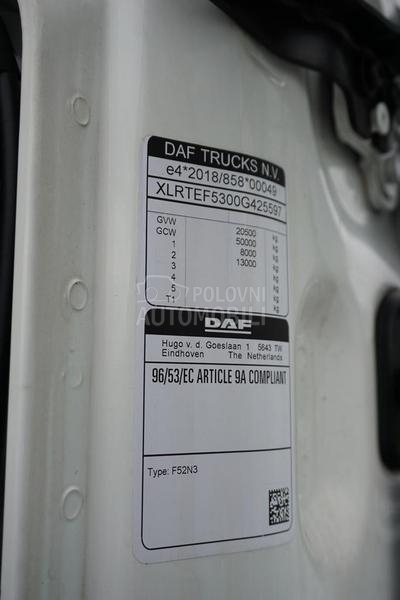 DAF TRUCKS N.V.
e4*2018/858*00049
XLRTEF5300G425597
GVW 20500 kg
GCW 50000 kg
1 8000 kg
2 13000 kg
3 kg
4 kg
5 kg
T1 kg
POLOVNI
AUTOMOBILI
DAF
Hugo v. d. Goeslaan 1 5643 TW
Eindhoven The Netherlands
96/53/EC ARTICLE 9A COMPLIANT
Type: F52N3